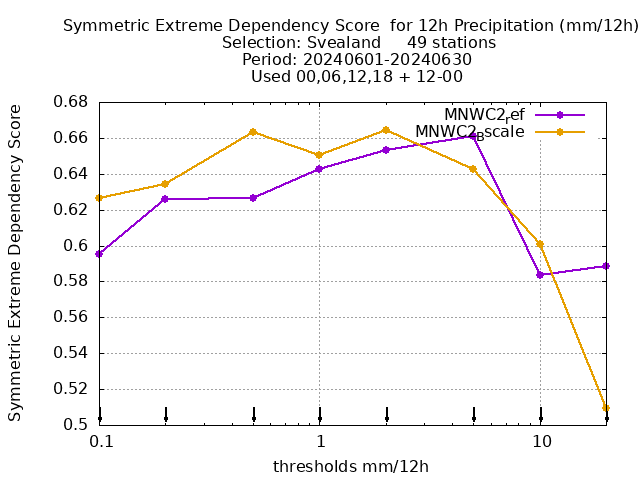 Symmetric Extreme Dependency Score  for 12h Precipitation (mm/12h)
Selection: Svealand     49 stations
Period: 20240601-20240630
Used 00,06,12,18 + 12-00
MNWC2ref
MNWC2Bscale
Symmetric Extreme Dependency Score
0.68
0.66
0.64
0.62
0.6
0.58
0.56
0.54
0.52
0.5
0.1
1
10
thresholds mm/12h